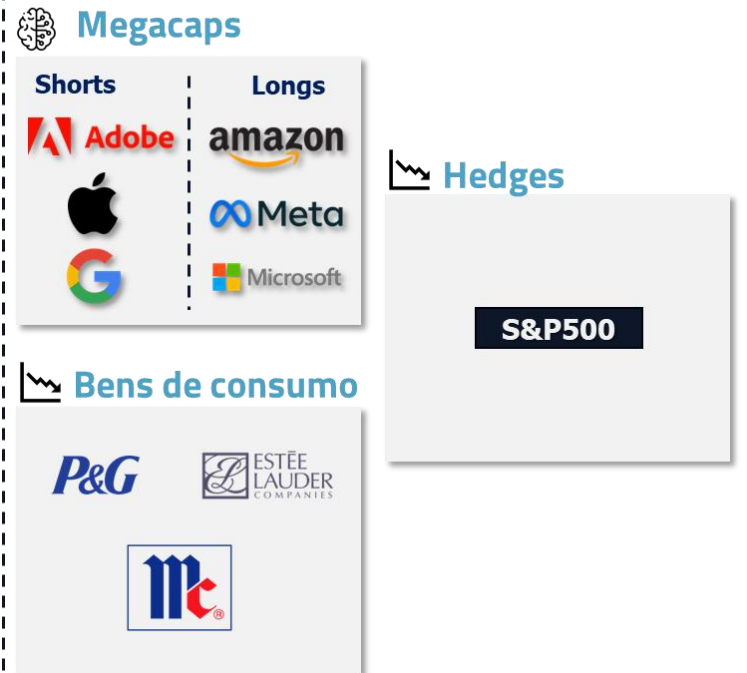 Megacaps
Shorts
Longs
Adobe
amazon
Meta
G
Microsoft
Hedges
S&P500
Bens de consumo
P&G
ESTĒE
LAUDER
COMPANIES
Mc®